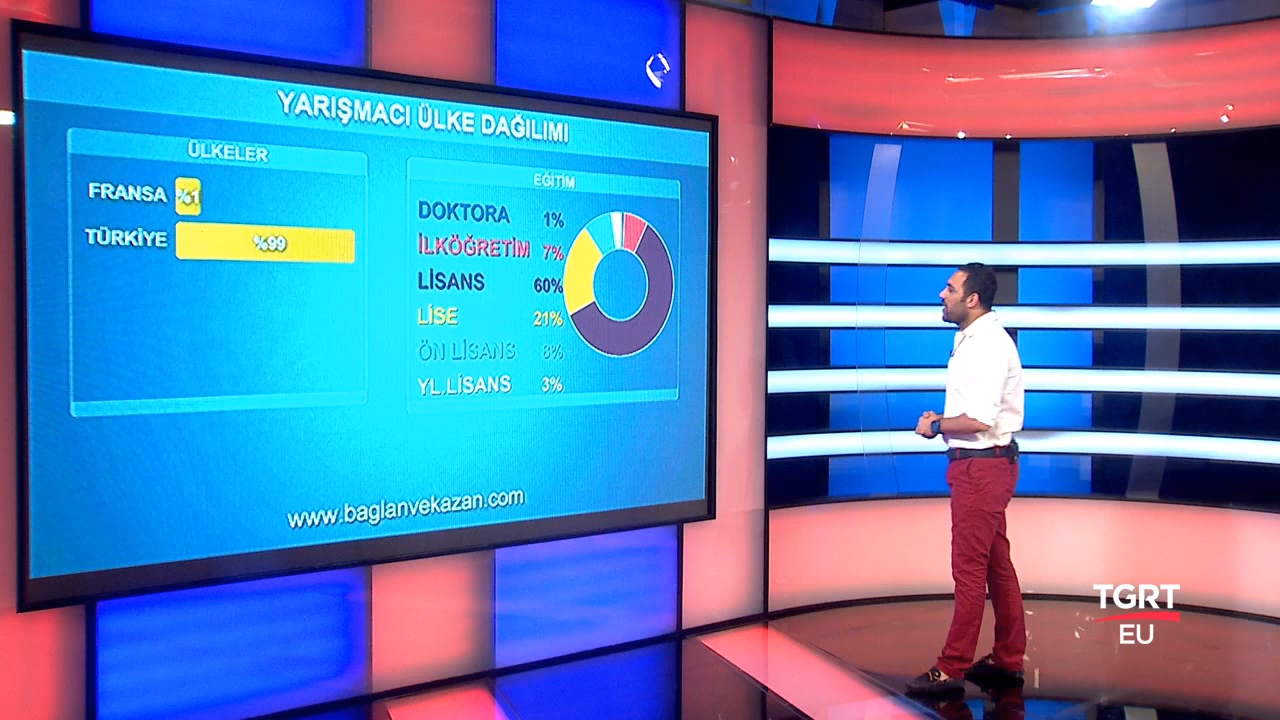 YARIŞMACI ÜLKE DAĞILIMI
ÜLKELER
FRANSA %1
TÜRKİYE %99
EĞİTİM
DOKTORA 1%
İLKÖĞRETİM 7%
LİSANS 60%
LİSE 21%
ÖN LİSANS 8%
YL.LİSANS 3%
www.baglanvekazan.com
TGRT
EU